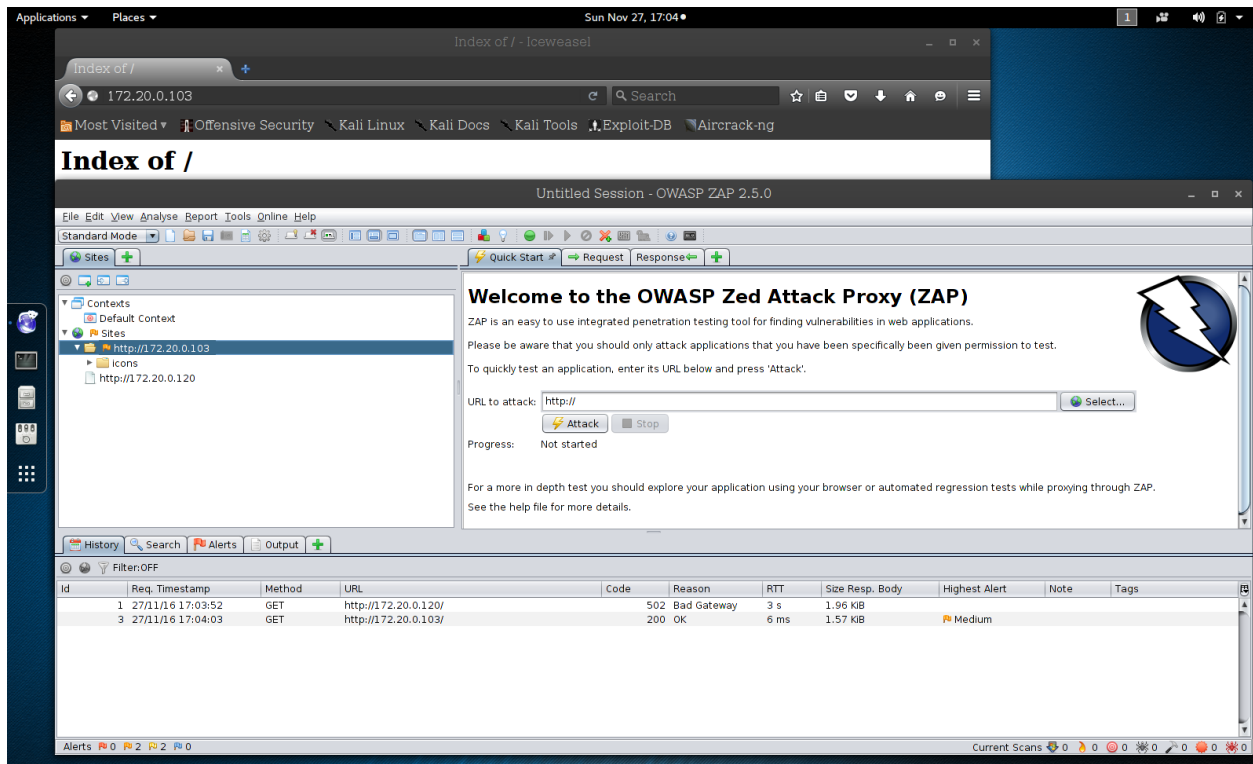 Applications Places Sun Nov 27, 17:04 1
Index of / - Iceweasel
Index of /
172.20.0.103 Search
Most Visited Offensive Security Kali Linux Kali Docs Kali Tools Exploit-DB Aircrack-ng
Index of /
Untitled Session - OWASP ZAP 2.5.0
File Edit View Analyse Report Tools Online Help
Standard Mode
Sites Quick Start Request Response
Contexts
Default Context
Sites
http://172.20.0.103
icons
http://172.20.0.120
Welcome to the OWASP Zed Attack Proxy (ZAP)
ZAP is an easy to use integrated penetration testing tool for finding vulnerabilities in web applications.
Please be aware that you should only attack applications that you have been specifically been given permission to test.
To quickly test an application, enter its URL below and press 'Attack'.
URL to attack: http:// Select...
Attack Stop
Progress: Not started
For a more in depth test you should explore your application using your browser or automated regression tests while proxying through ZAP.
See the help file for more details.
History Search Alerts Output
Filter:OFF
Id Req. Timestamp Method URL Code Reason RTT Size Resp. Body Highest Alert Note Tags
1 27/11/16 17:03:52 GET http://172.20.0.120/ 502 Bad Gateway 3 s 1.96 KiB
3 27/11/16 17:04:03 GET http://172.20.0.103/ 200 OK 6 ms 1.57 KiB Medium
Alerts 0 2 2 0 Current Scans 0 0 0 0 0 0 0